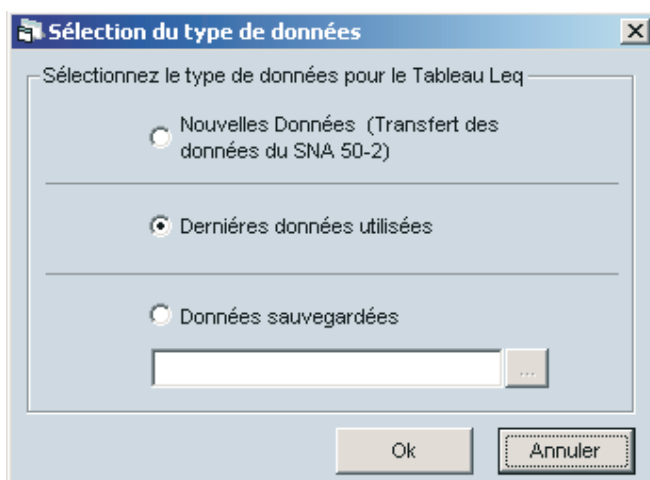 Sélection du type de données
Sélectionnez le type de données pour le Tableau Leq
Nouvelles Données (Transfert des
données du SNA 50-2)
Derniéres données utilisées
Données sauvegardées
...
Ok
Annuler